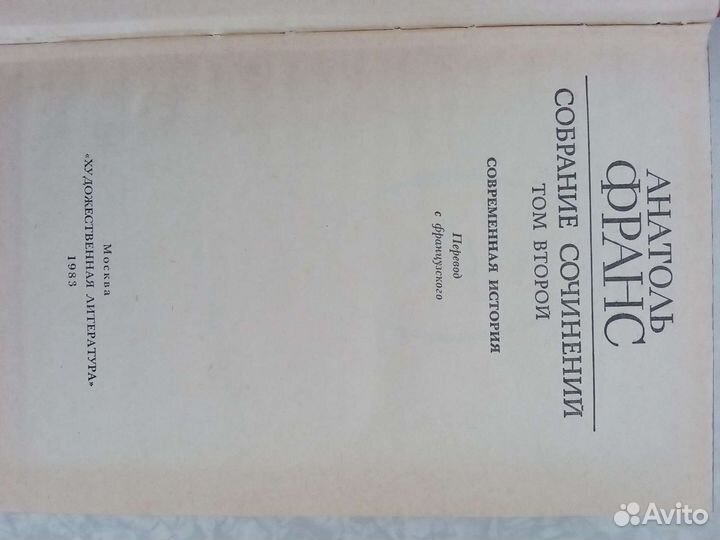 АНАТОЛЬ
ФРАНС
СОБРАНИЕ СОЧИНЕНИЙ
ТОМ ВТОРОЙ
СОВРЕМЕННАЯ ИСТОРИЯ
Перевод
с французского
Москва
«ХУДОЖЕСТВЕННАЯ ЛИТЕРАТУРА»
1983
Avito